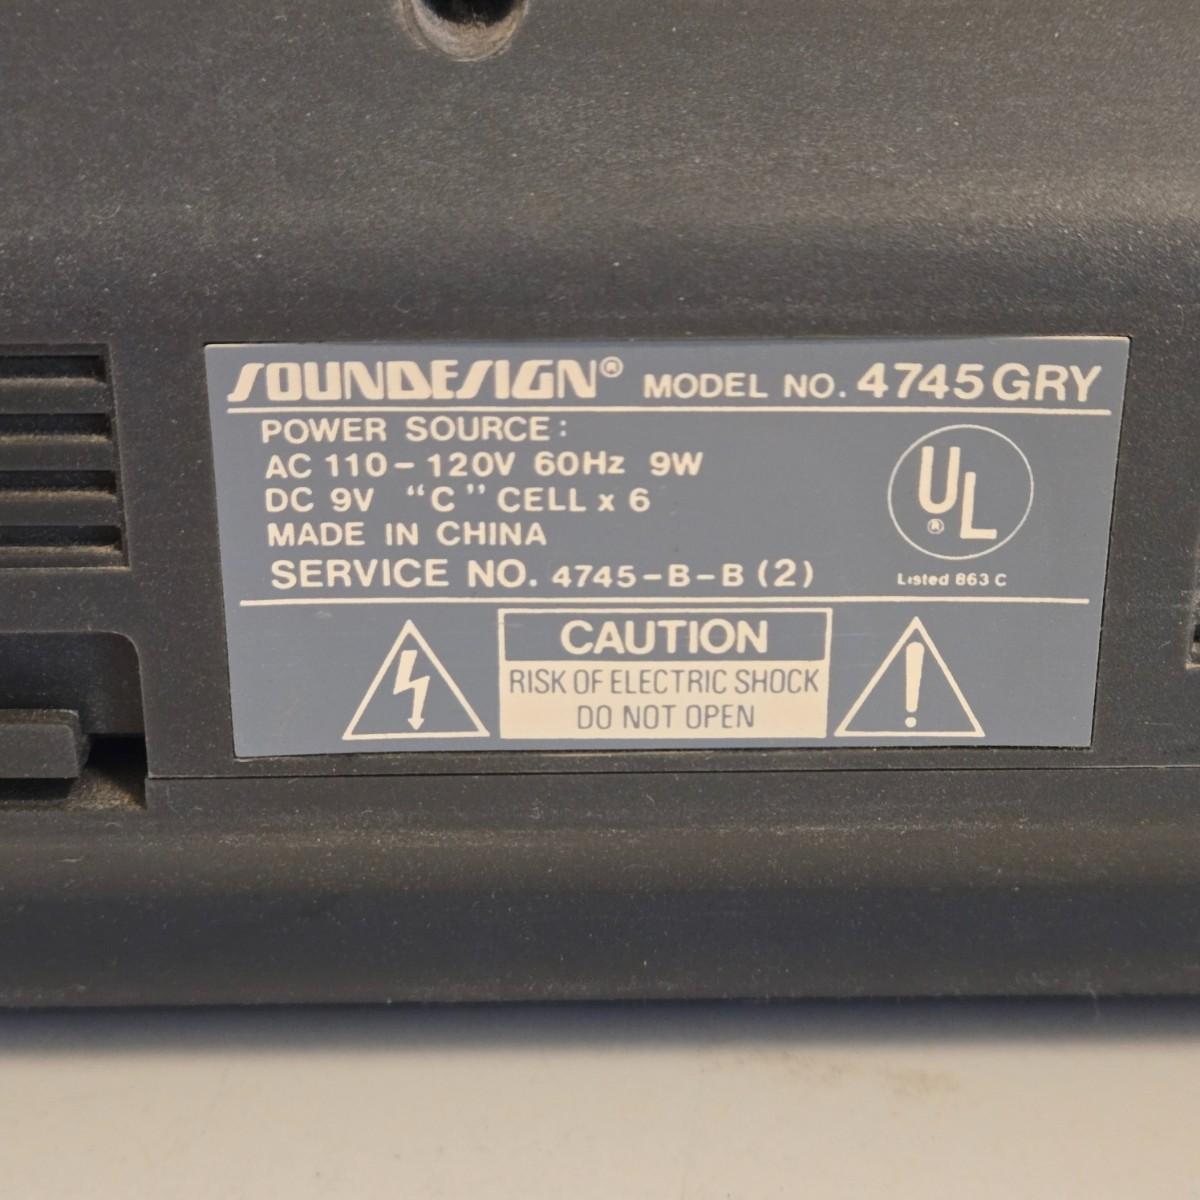 SOUNDESIGN® MODEL NO. 4745GRY
POWER SOURCE:
AC 110-120V 60Hz 9W
DC 9V "C" CELL x 6
MADE IN CHINA
SERVICE NO. 4745-B-B (2)
UL ®
Listed 863 C
CAUTION
RISK OF ELECTRIC SHOCK
DO NOT OPEN
!